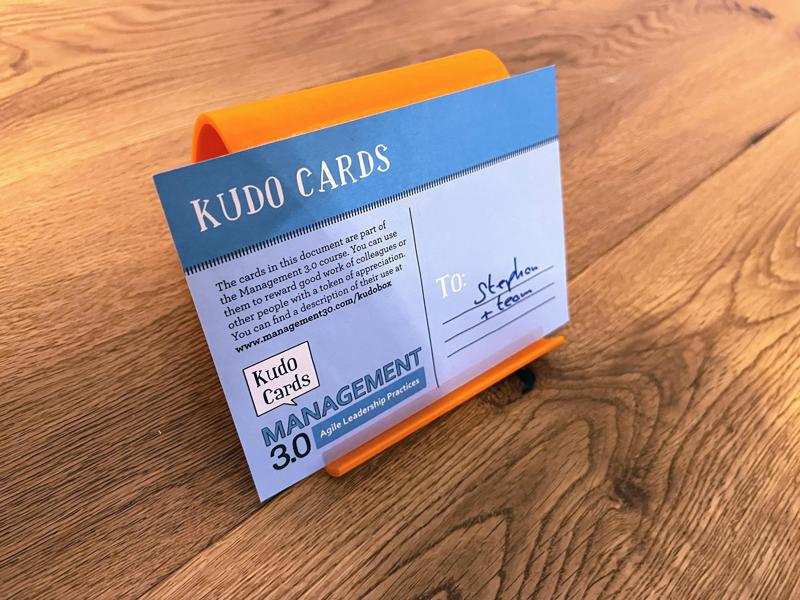 KUDO CARDS
The cards in this document are part of
the Management 3.0 course. You can use
them to reward good work of colleagues or
other people with a token of appreciation.
You can find a description of their use at
www.management30.com/kudobox
Kudo
Cards
MANAGEMENT
3.0 Agile Leadership Practices
TO: Stephan
+ team